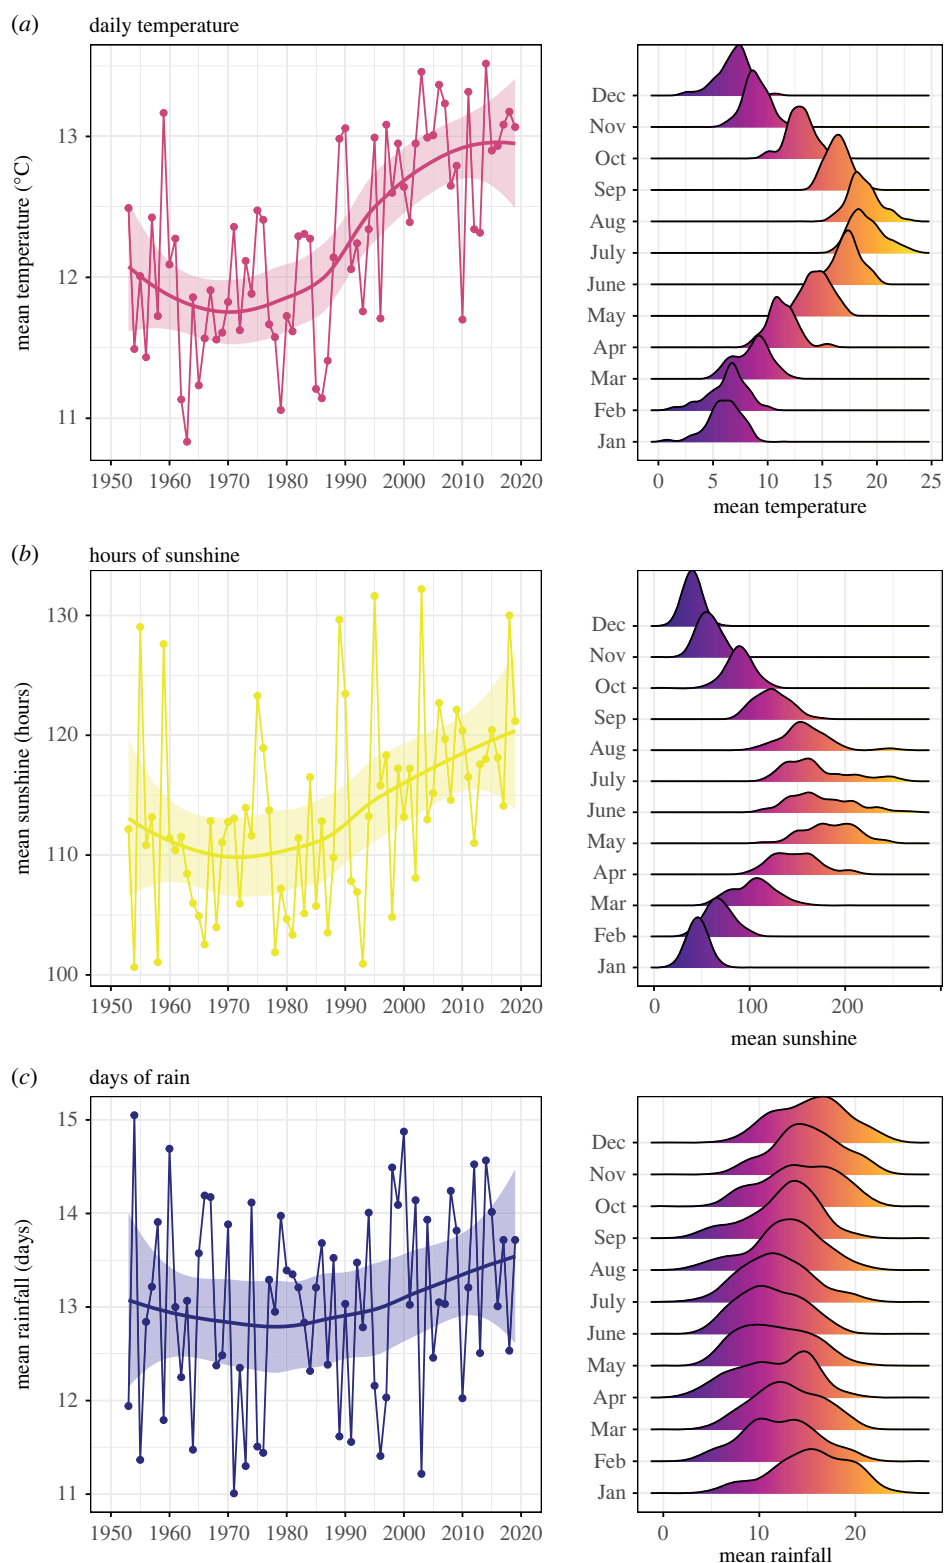 (a) daily temperature
mean temperature (°C)
13
12
11
1950 1960 1970 1980 1990 2000 2010 2020
Dec
Nov
Oct
Sep
Aug
July
June
May
Apr
Mar
Feb
Jan
0 5 10 15 20 25
mean temperature
(b) hours of sunshine
mean sunshine (hours)
130
120
110
100
1950 1960 1970 1980 1990 2000 2010 2020
Dec
Nov
Oct
Sep
Aug
July
June
May
Apr
Mar
Feb
Jan
0 100 200
mean sunshine
(c) days of rain
mean rainfall (days)
15
14
13
12
11
1950 1960 1970 1980 1990 2000 2010 2020
Dec
Nov
Oct
Sep
Aug
July
June
May
Apr
Mar
Feb
Jan
0 10 20
mean rainfall